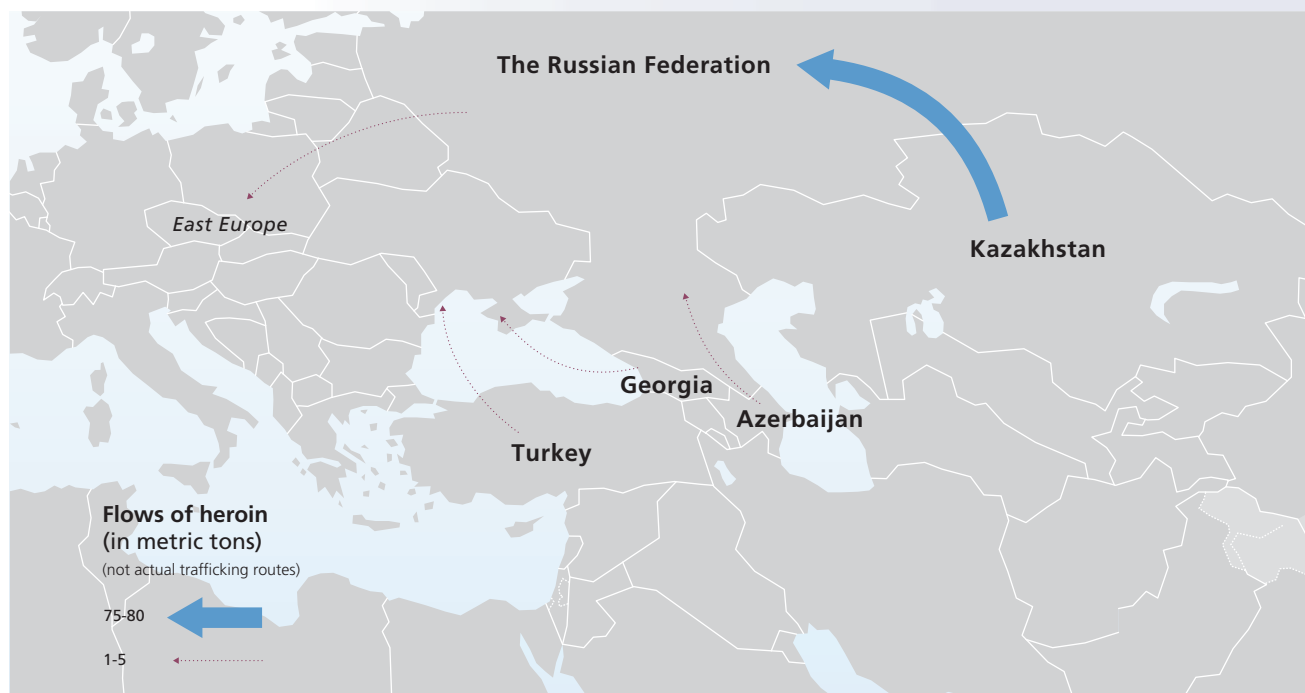 The Russian Federation
East Europe
Kazakhstan
Georgia
Azerbaijan
Turkey
Flows of heroin
(in metric tons)
(not actual trafficking routes)
75-80
1-5